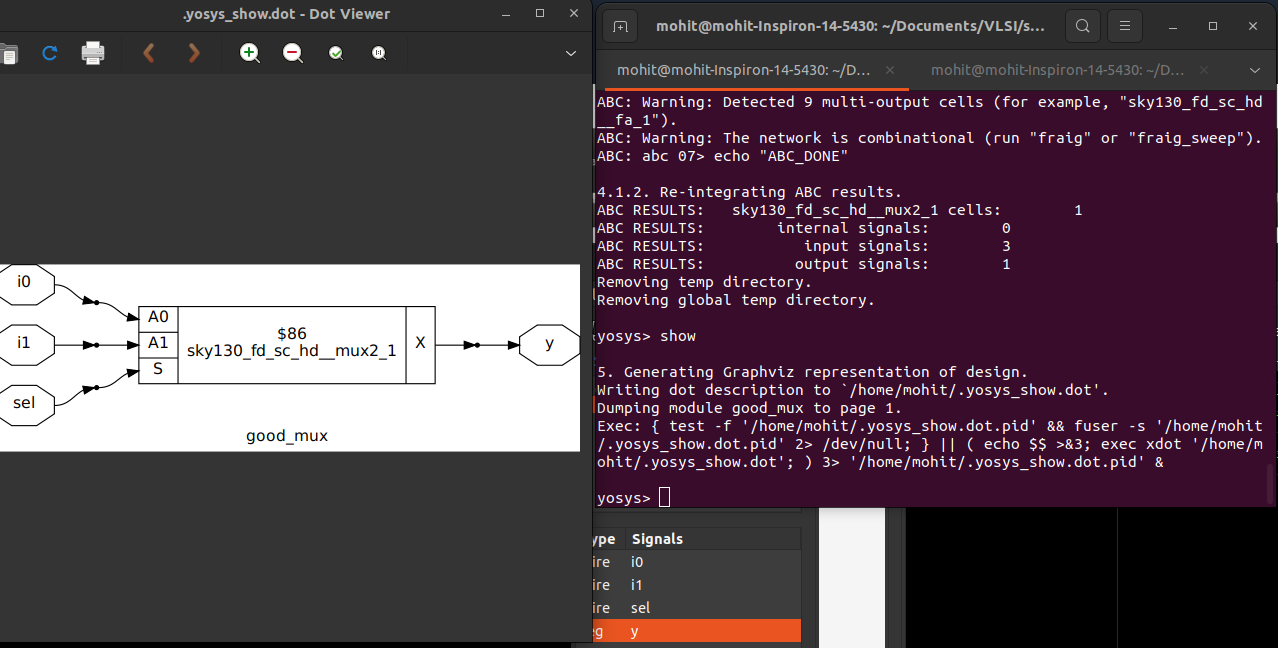 .yosys_show.dot - Dot Viewer
i0
i1
sel
A0
A1
S
$86
sky130_fd_sc_hd__mux2_1
X
y
good_mux
mohit@mohit-Inspiron-14-5430: ~/Documents/VLSI/s...
mohit@mohit-Inspiron-14-5430: ~/D...
mohit@mohit-Inspiron-14-5430: ~/D...
ABC: Warning: Detected 9 multi-output cells (for example, "sky130_fd_sc_hd
__fa_1").
ABC: Warning: The network is combinational (run "fraig" or "fraig_sweep").
ABC: abc 07> echo "ABC_DONE"
4.1.2. Re-integrating ABC results.
ABC RESULTS:   sky130_fd_sc_hd__mux2_1 cells:        1
ABC RESULTS:        internal signals:        0
ABC RESULTS:           input signals:        3
ABC RESULTS:          output signals:        1
Removing temp directory.
Removing global temp directory.
yosys> show
5. Generating Graphviz representation of design.
Writing dot description to `/home/mohit/.yosys_show.dot'.
Dumping module good_mux to page 1.
Exec: { test -f '/home/mohit/.yosys_show.dot.pid' && fuser -s '/home/mohit
/.yosys_show.dot.pid' 2> /dev/null; } || ( echo $$ >&3; exec xdot '/home/m
ohit/.yosys_show.dot'; ) 3> '/home/mohit/.yosys_show.dot.pid' &
yosys>
ype Signals
ire i0
ire i1
ire sel
eg y